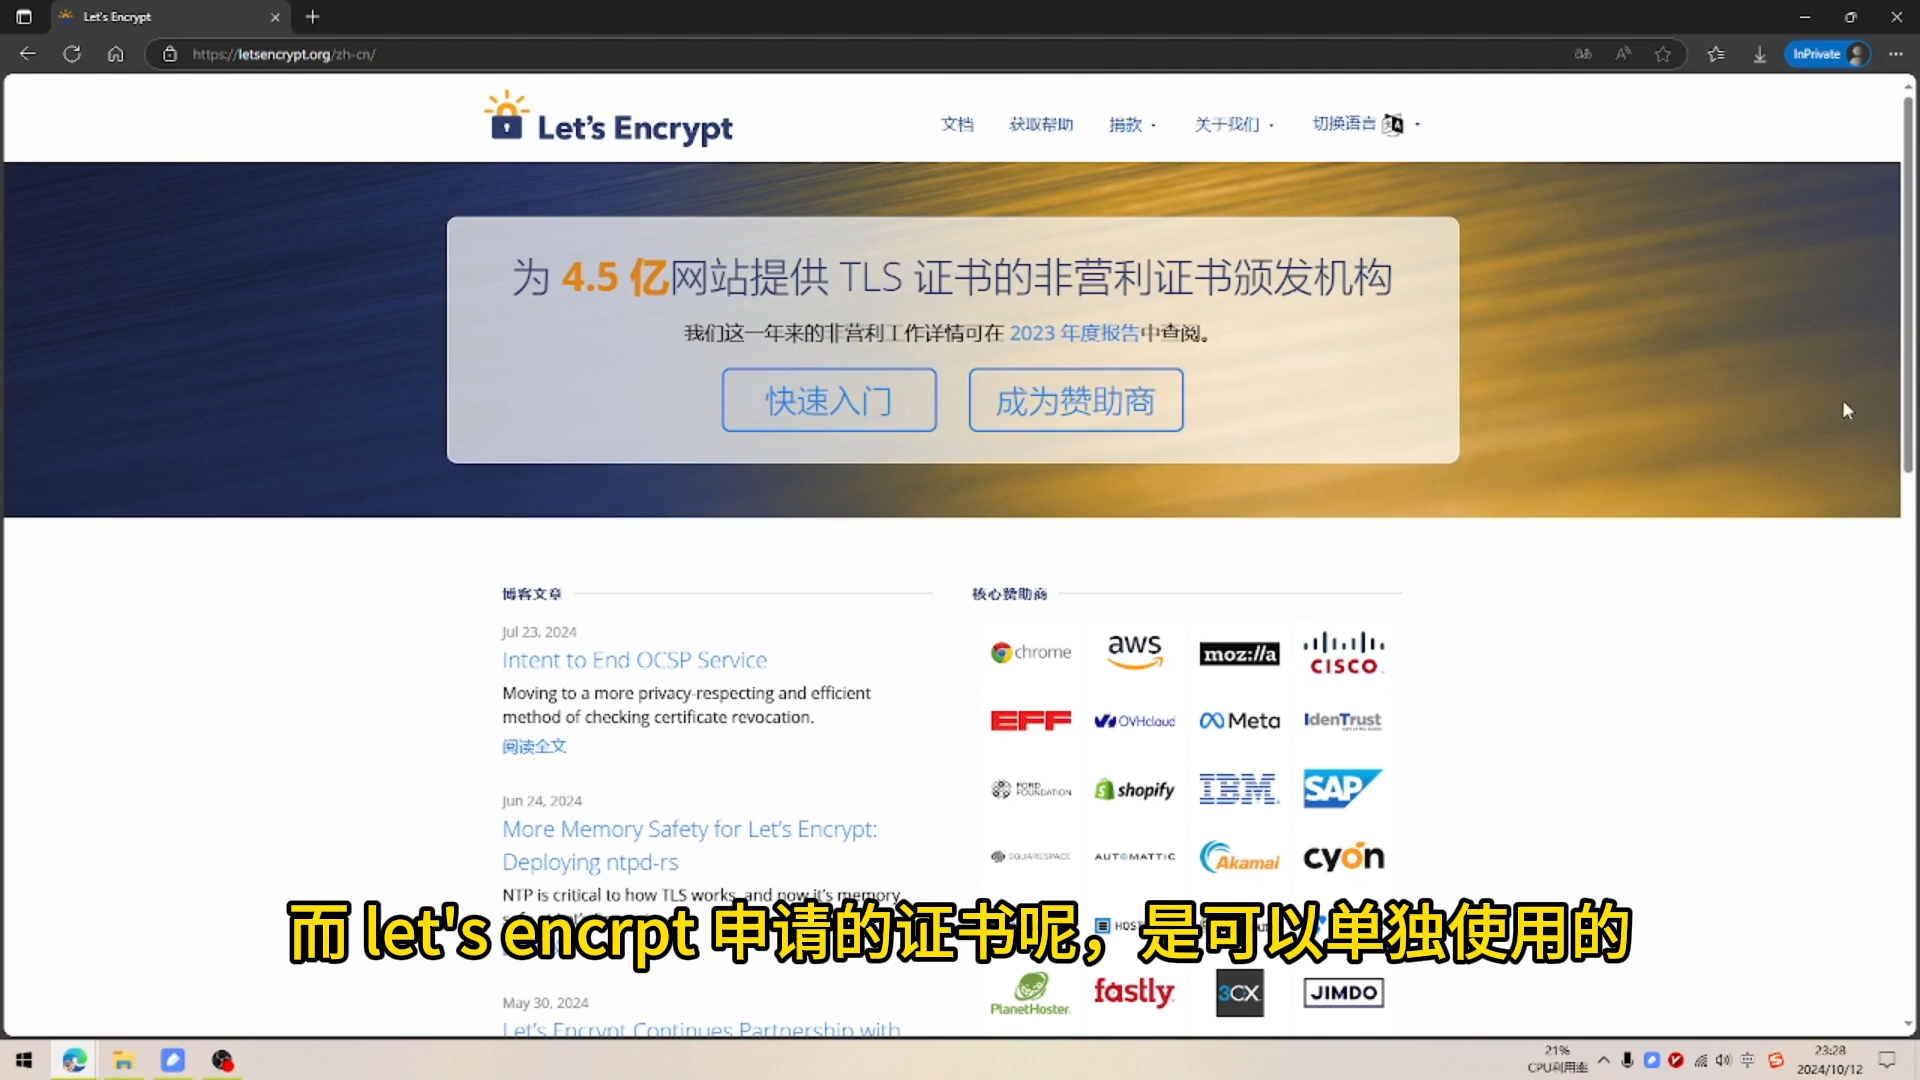 Let's Encrypt
https://letsencrypt.org/zh-cn/
InPrivate
Let's Encrypt
文档 获取帮助 捐款 关于我们 切换语言
为 4.5 亿网站提供 TLS 证书的非营利证书颁发机构
我们这一年来的非营利工作详情可在 2023 年度报告中查阅。
快速入门 成为赞助商
博客文章
Jul 23, 2024
Intent to End OCSP Service
Moving to a more privacy-respecting and efficient
method of checking certificate revocation.
阅读全文
Jun 24, 2024
More Memory Safety for Let's Encrypt:
Deploying ntpd-rs
NTP is critical to how TLS works, and now it's memory
May 30, 2024
Let's Encrypt Continues Partnership with
核心赞助商
chrome aws moz://a CISCO
EFF OVHcloud Meta IdenTrust
FORD FOUNDATION shopify IBM SAP
SQUARESPACE AUTOMATTIC Akamai cyon
PlanetHoster fastly 3CX JIMDO
而 let's encrpt 申请的证书呢，是可以单独使用的
21%
CPU利用率
中
23:28
2024/10/12